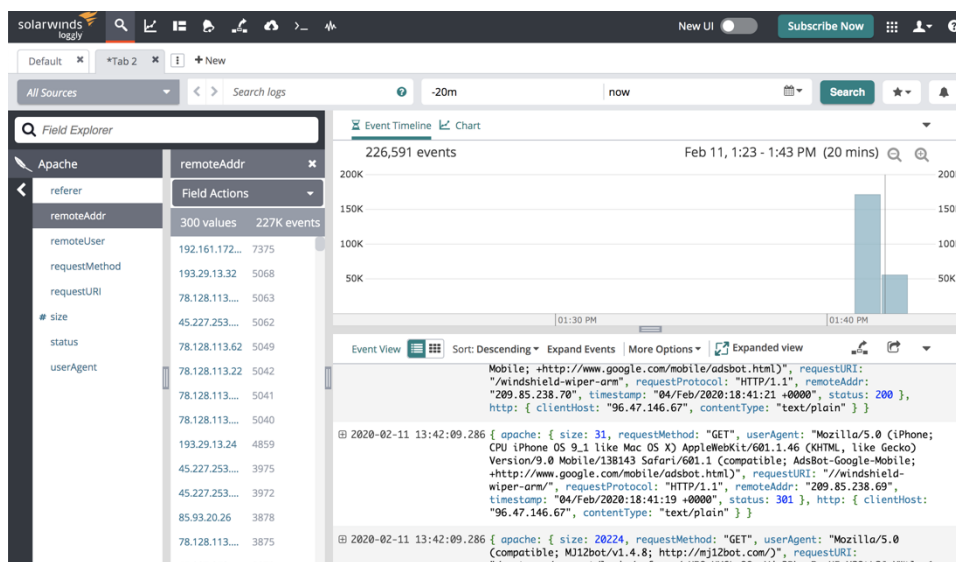 solarwinds
loggly
New UI
Subscribe Now
Default
*Tab 2
+ New
All Sources
Search logs
-20m
now
Search
Field Explorer
Event Timeline
Chart
Apache
remoteAddr
226,591 events
Feb 11, 1:23 - 1:43 PM (20 mins)
referer
remoteAddr
remoteUser
requestMethod
requestURI
# size
status
userAgent
Field Actions
300 values 227K events
192.161.172... 7375
193.29.13.32 5068
78.128.113.... 5063
45.227.253.... 5062
78.128.113.62 5049
78.128.113.22 5042
78.128.113.... 5041
78.128.113.... 5040
193.29.13.24 4859
45.227.253.... 3975
45.227.253.... 3972
85.93.20.26 3878
78.128.113.... 3875
200K
150K
100K
50K
200
150
100
50K
01:30 PM
01:40 PM
Event View
Sort: Descending
Expand Events
More Options
Expanded view
Mobile; +http://www.google.com/mobile/adsbot.html)", requestURI:
"/windshield-wiper-arm", requestProtocol: "HTTP/1.1", remoteAddr:
"209.85.238.70", timestamp: "04/Feb/2020:18:41:21 +0000", status: 200 },
http: { clientHost: "96.47.146.67", contentType: "text/plain" } }
2020-02-11 13:42:09.286 { apache: { size: 31, requestMethod: "GET", userAgent: "Mozilla/5.0 (iPhone;
CPU iPhone OS 9_1 like Mac OS X) AppleWebKit/601.1.46 (KHTML, like Gecko)
Version/9.0 Mobile/13B143 Safari/601.1 (compatible; AdsBot-Google-Mobile;
+http://www.google.com/mobile/adsbot.html)", requestURI: "//windshield-
wiper-arm/", requestProtocol: "HTTP/1.1", remoteAddr: "209.85.238.69",
timestamp: "04/Feb/2020:18:41:19 +0000", status: 301 }, http: { clientHost:
"96.47.146.67", contentType: "text/plain" } }
2020-02-11 13:42:09.286 { apache: { size: 20224, requestMethod: "GET", userAgent: "Mozilla/5.0
(compatible; MJ12bot/v1.4.8; http://mj12bot.com/)", requestURI: